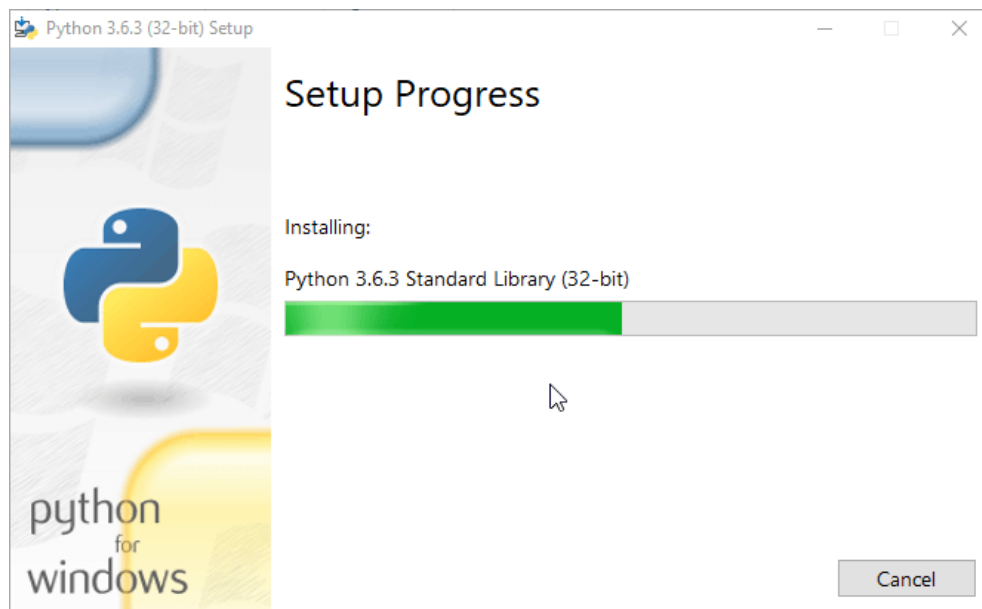 Python 3.6.3 (32-bit) Setup
Setup Progress
Installing:
Python 3.6.3 Standard Library (32-bit)
python
for
windows
Cancel